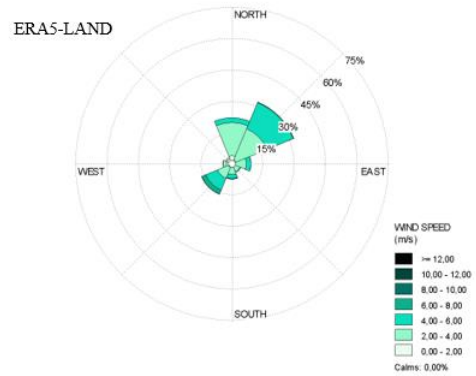 ERA5-LAND
NORTH
75%
60%
45%
30%
15%
WEST
EAST
SOUTH
WIND SPEED
(m/s)
>= 12,00
10,00 - 12,00
8,00 - 10,00
6,00 - 8,00
4,00 - 6,00
2,00 - 4,00
0,00 - 2,00
Calms: 0,00%